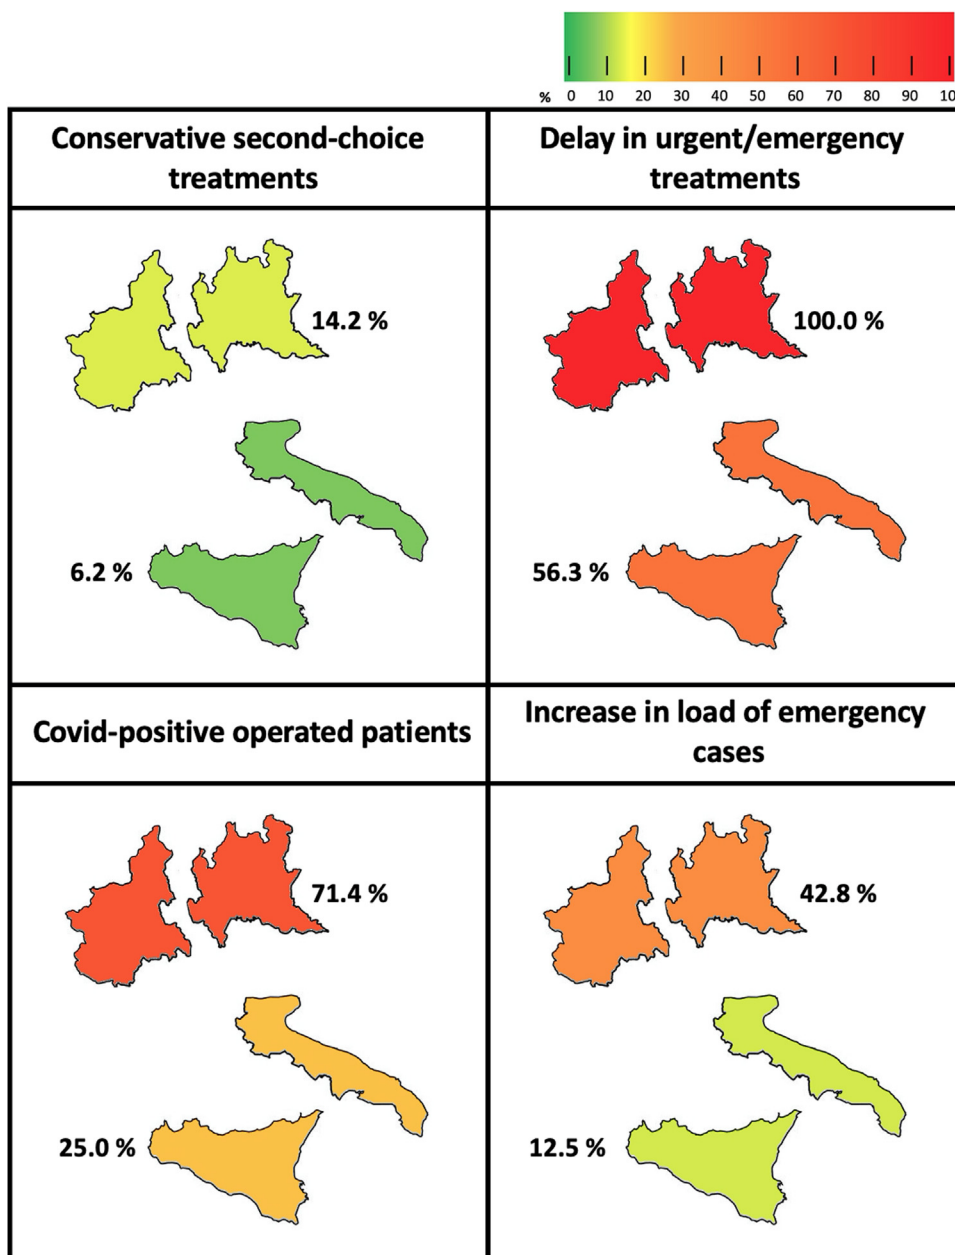 % 0 10 20 30 40 50 60 70 80 90 10
Conservative second-choice
treatments
Delay in urgent/emergency
treatments
14.2 %
100.0 %
6.2 %
56.3 %
Covid-positive operated patients
Increase in load of emergency
cases
71.4 %
42.8 %
25.0 %
12.5 %